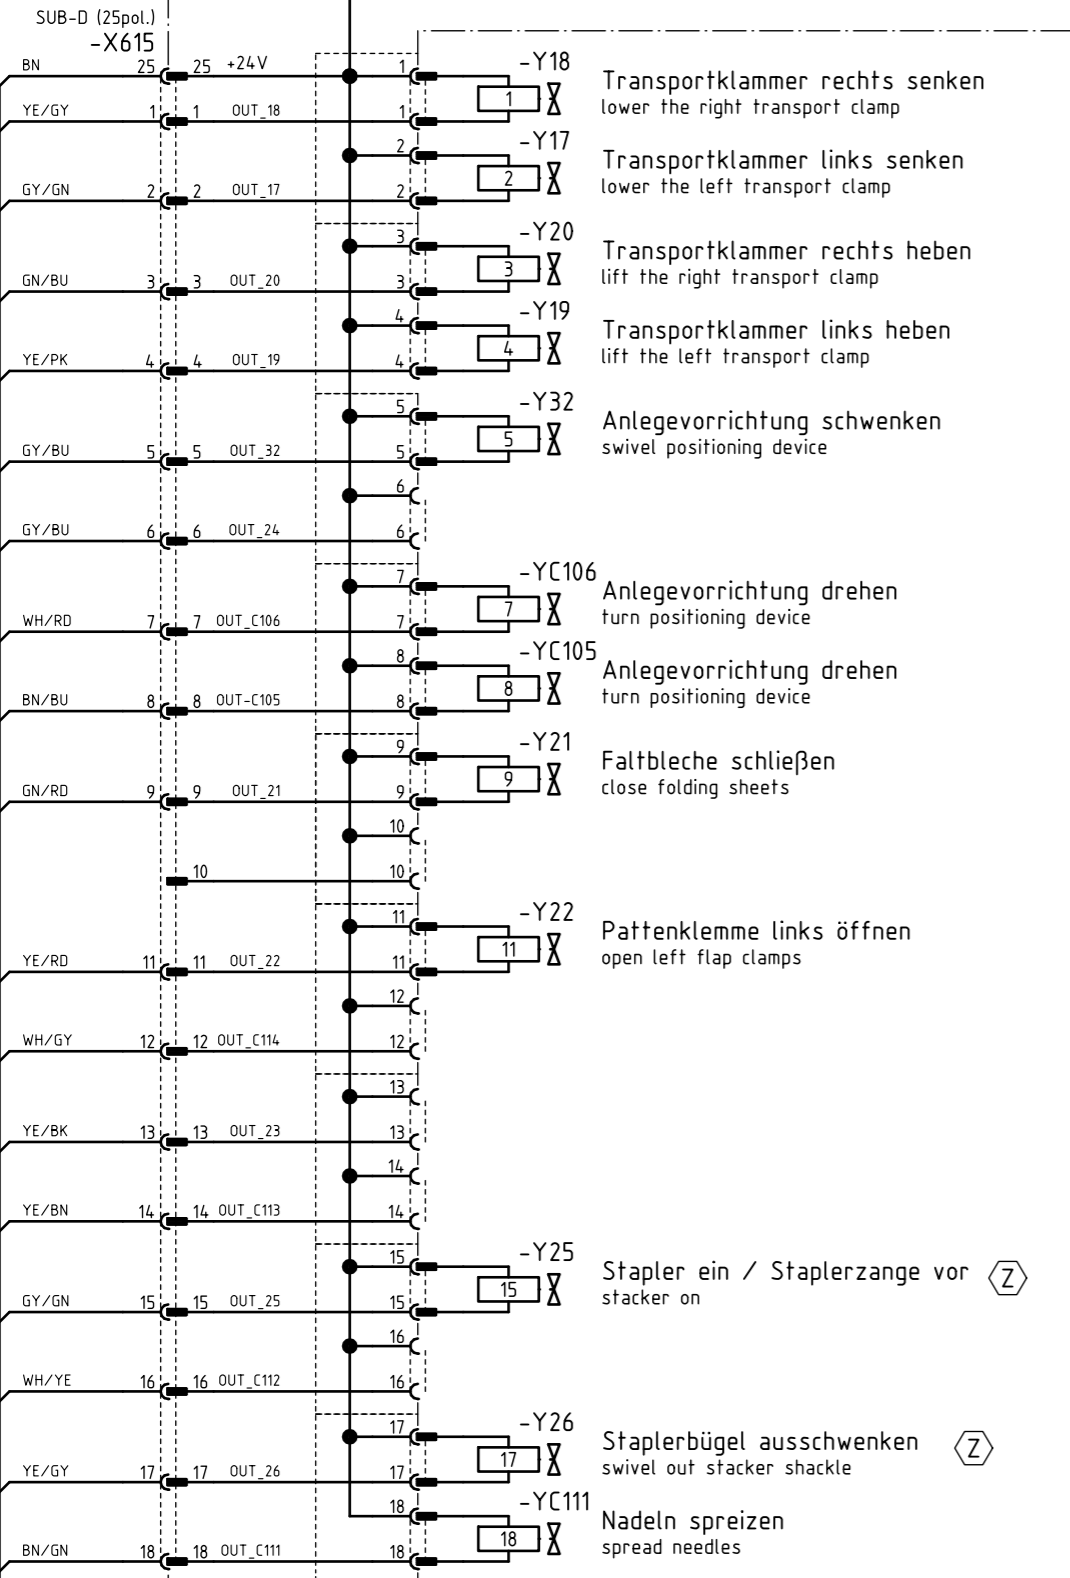 SUB-D (25pol.)
-X615
BN 25 25 +24V 1 -Y18
1 Transportklammer rechts senken
lower the right transport clamp
YE/GY 1 1 OUT_18 1
2 -Y17
2 Transportklammer links senken
lower the left transport clamp
GY/GN 2 2 OUT_17 2
3 -Y20
3 Transportklammer rechts heben
lift the right transport clamp
GN/BU 3 3 OUT_20 3
4 -Y19
4 Transportklammer links heben
lift the left transport clamp
YE/PK 4 4 OUT_19 4
5 -Y32
5 Anlegevorrichtung schwenken
swivel positioning device
GY/BU 5 5 OUT_32 5
6
GY/BU 6 6 OUT_24 6
7 -YC106
7 Anlegevorrichtung drehen
turn positioning device
WH/RD 7 7 OUT_C106 7
8 -YC105
8 Anlegevorrichtung drehen
turn positioning device
BN/BU 8 8 OUT-C105 8
9 -Y21
9 Faltbleche schließen
close folding sheets
GN/RD 9 9 OUT_21 9
10
10 10
11 -Y22
11 Pattenklemme links öffnen
open left flap clamps
YE/RD 11 11 OUT_22 11
12
WH/GY 12 12 OUT_C114 12
13
YE/BK 13 13 OUT_23 13
14
YE/BN 14 14 OUT_C113 14
15 -Y25
15 Stapler ein / Staplerzange vor Z
stacker on
GY/GN 15 15 OUT_25 15
16
WH/YE 16 16 OUT_C112 16
17 -Y26
17 Staplerbügel ausschwenken Z
swivel out stacker shackle
YE/GY 17 17 OUT_26 17
18 -YC111
18 Nadeln spreizen
spread needles
BN/GN 18 18 OUT_C111 18